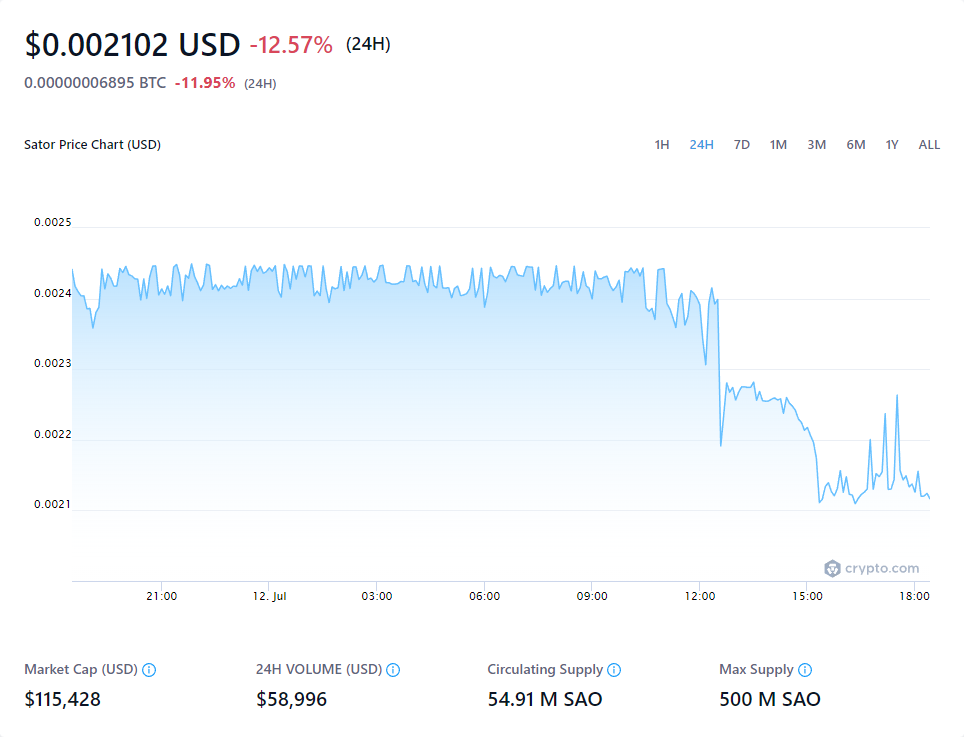 $0.002102 USD -12.57% (24H)
0.00000006895 BTC -11.95% (24H)
Sator Price Chart (USD) 1H 24H 7D 1M 3M 6M 1Y ALL
0.0025
0.0024
0.0023
0.0022
0.0021
crypto.com
21:00 12. Jul 03:00 06:00 09:00 12:00 15:00 18:00
Market Cap (USD) 24H VOLUME (USD) Circulating Supply Max Supply
$115,428 $58,996 54.91 M SAO 500 M SAO